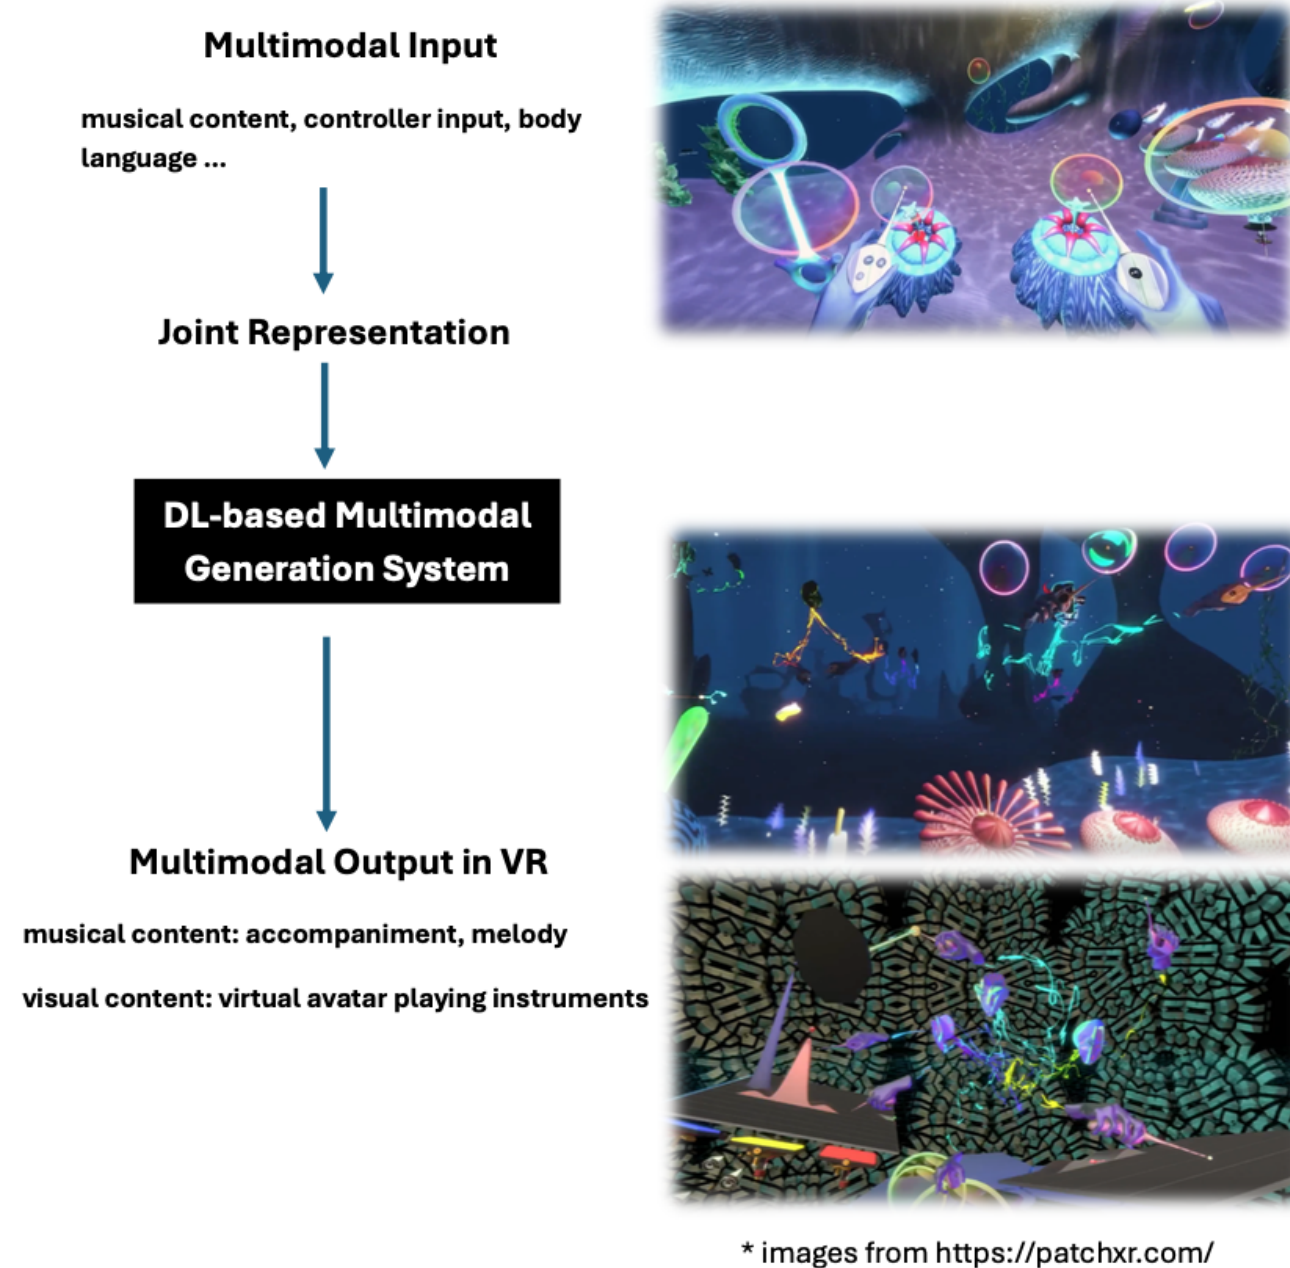 Multimodal Input
musical content, controller input, body
language ...
Joint Representation
DL-based Multimodal
Generation System
Multimodal Output in VR
musical content: accompaniment, melody
visual content: virtual avatar playing instruments
* images from https://patchxr.com/